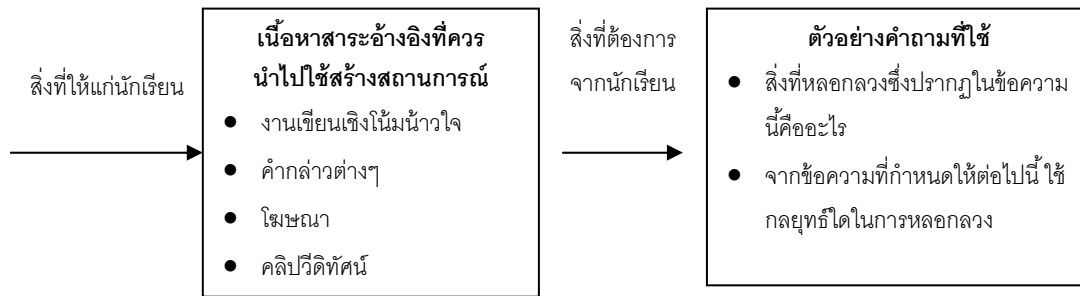 สิ่งที่ให้แก่นักเรียน
เนื้อหาสาระอ้างอิงที่ควร
นำไปใช้สร้างสถานการณ์
● งานเขียนเชิงโน้มน้าวใจ
● คำกล่าวต่างๆ
● โฆษณา
● คลิปวีดิทัศน์
สิ่งที่ต้องการ
จากนักเรียน
ตัวอย่างคำถามที่ใช้
● สิ่งที่หลอกลวงซึ่งปรากฏในข้อความ
นี้คืออะไร
● จากข้อความที่กำหนดให้ต่อไปนี้ ใช้
กลยุทธ์ใดในการหลอกลวง